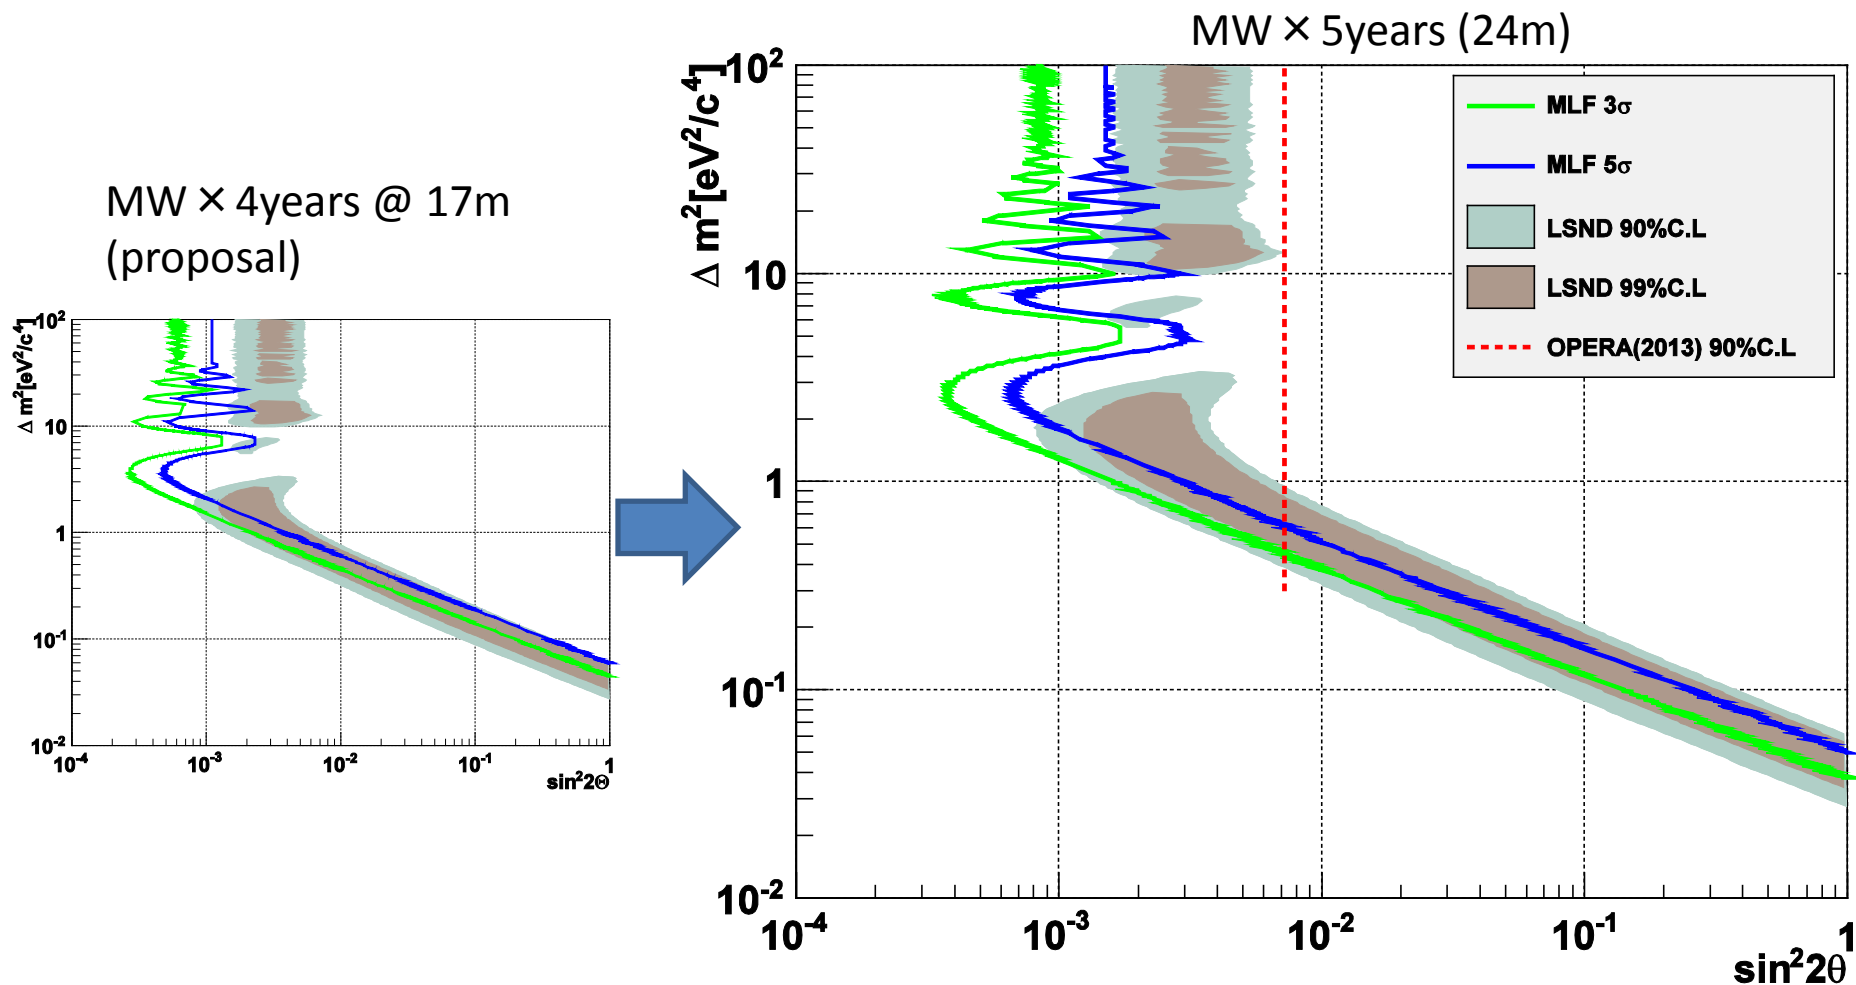 MW × 5years (24m)
MW × 4years @ 17m
(proposal)
Δ m²[eV²/c⁴]
10²
10
1
10⁻¹
10⁻²
10⁻⁴
10⁻³
10⁻²
10⁻¹
1
sin²2Θ
Δ m²[eV²/c⁴]
10²
10
1
10⁻¹
10⁻²
10⁻⁴
10⁻³
10⁻²
10⁻¹
1
sin²2θ
MLF 3σ
MLF 5σ
LSND 90%C.L
LSND 99%C.L
OPERA(2013) 90%C.L